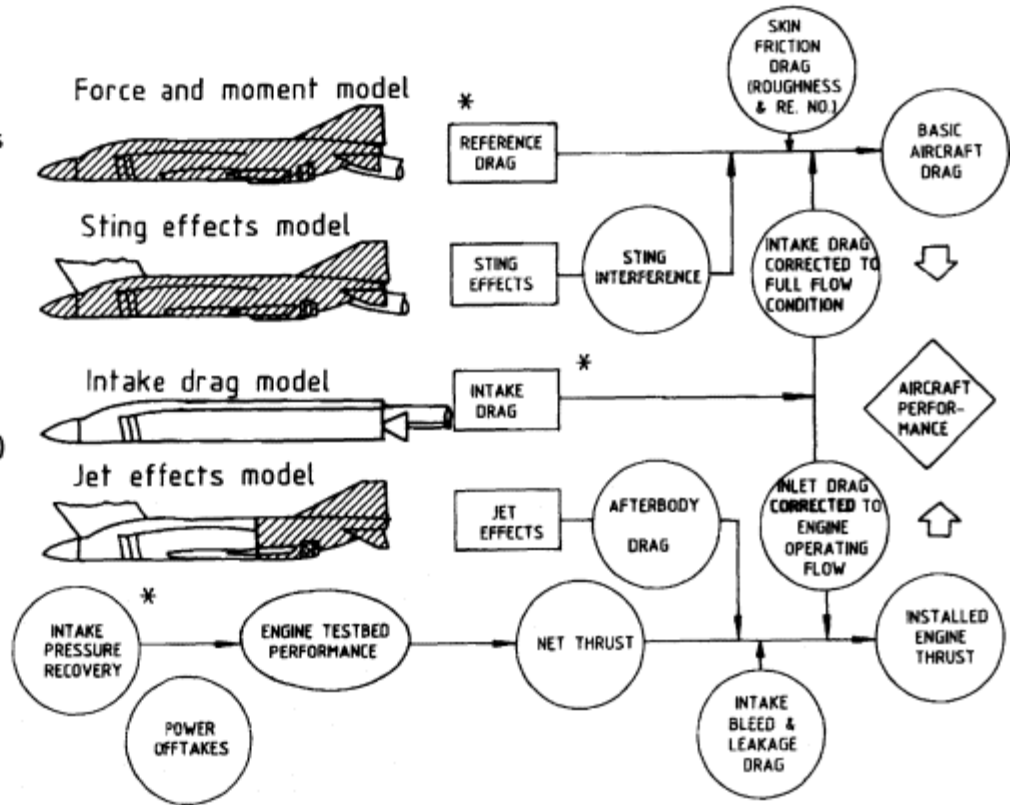 SKIN
FRICTION
DRAG
(ROUGHNESS
& RE. NO.)
Force and moment model
*
REFERENCE
DRAG
BASIC
AIRCRAFT
DRAG
s
Sting effects model
STING
EFFECTS
STING
INTERFERENCE
INTAKE DRAG
CORRECTED TO
FULL FLOW
CONDITION
Intake drag model
*
INTAKE
DRAG
AIRCRAFT
PERFOR-
MANCE
)
Jet effects model
JET
EFFECTS
AFTERBODY
DRAG
INLET DRAG
CORRECTED TO
ENGINE
OPERATING
FLOW
*
INTAKE
PRESSURE
RECOVERY
ENGINE TESTBED
PERFORMANCE
NET THRUST
INSTALLED
ENGINE
THRUST
POWER
OFFTAKES
INTAKE
BLEED &
LEAKAGE
DRAG